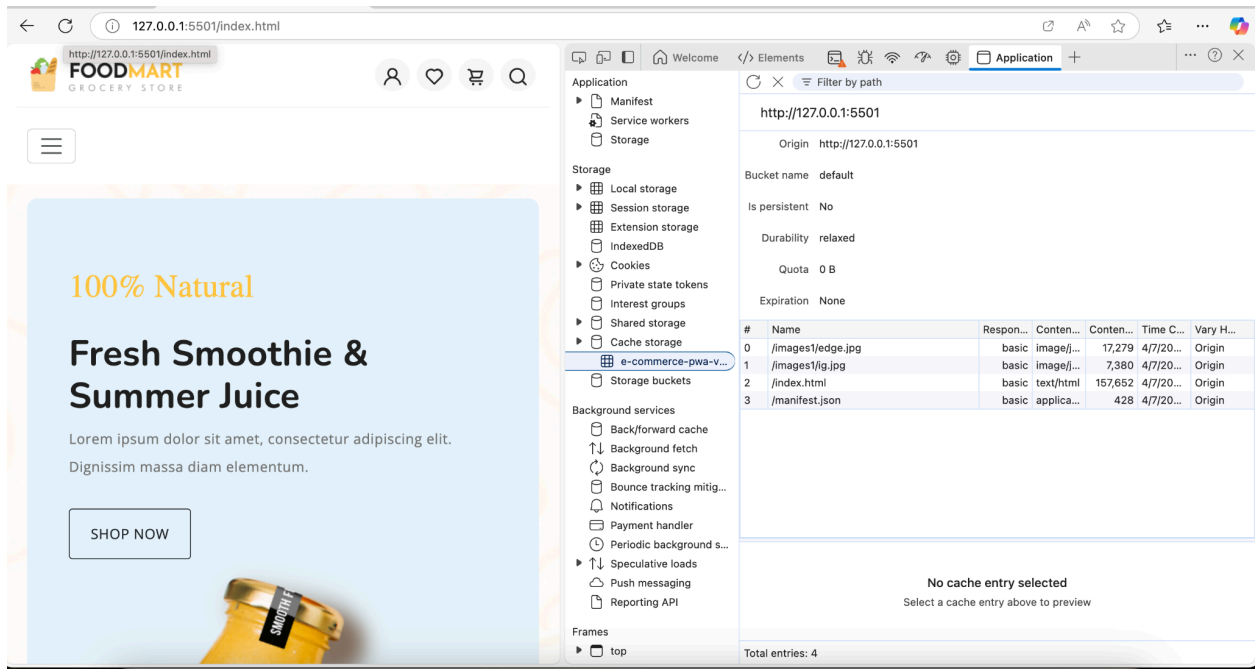 127.0.0.1:5501/index.html
http://127.0.0.1:5501/index.html
FOODMART
GROCERY STORE
100% Natural
Fresh Smoothie &
Summer Juice
Lorem ipsum dolor sit amet, consectetur adipiscing elit.
Dignissim massa diam elementum.
SHOP NOW
SMOOTH F
Welcome
Elements
Application
Application
Manifest
Service workers
Storage
Storage
Local storage
Session storage
Extension storage
IndexedDB
Cookies
Private state tokens
Interest groups
Shared storage
Cache storage
e-commerce-pwa-v...
Storage buckets
Background services
Back/forward cache
Background fetch
Background sync
Bounce tracking mitig...
Notifications
Payment handler
Periodic background s...
Speculative loads
Push messaging
Reporting API
Frames
top
Filter by path
http://127.0.0.1:5501
Origin http://127.0.0.1:5501
Bucket name default
Is persistent No
Durability relaxed
Quota 0 B
Expiration None
# Name Respon... Conten... Conten... Time C... Vary H...
0 /images1/edge.jpg basic image/j... 17,279 4/7/20... Origin
1 /images1/ig.jpg basic image/j... 7,380 4/7/20... Origin
2 /index.html basic text/html 157,652 4/7/20... Origin
3 /manifest.json basic applica... 428 4/7/20... Origin
No cache entry selected
Select a cache entry above to preview
Total entries: 4